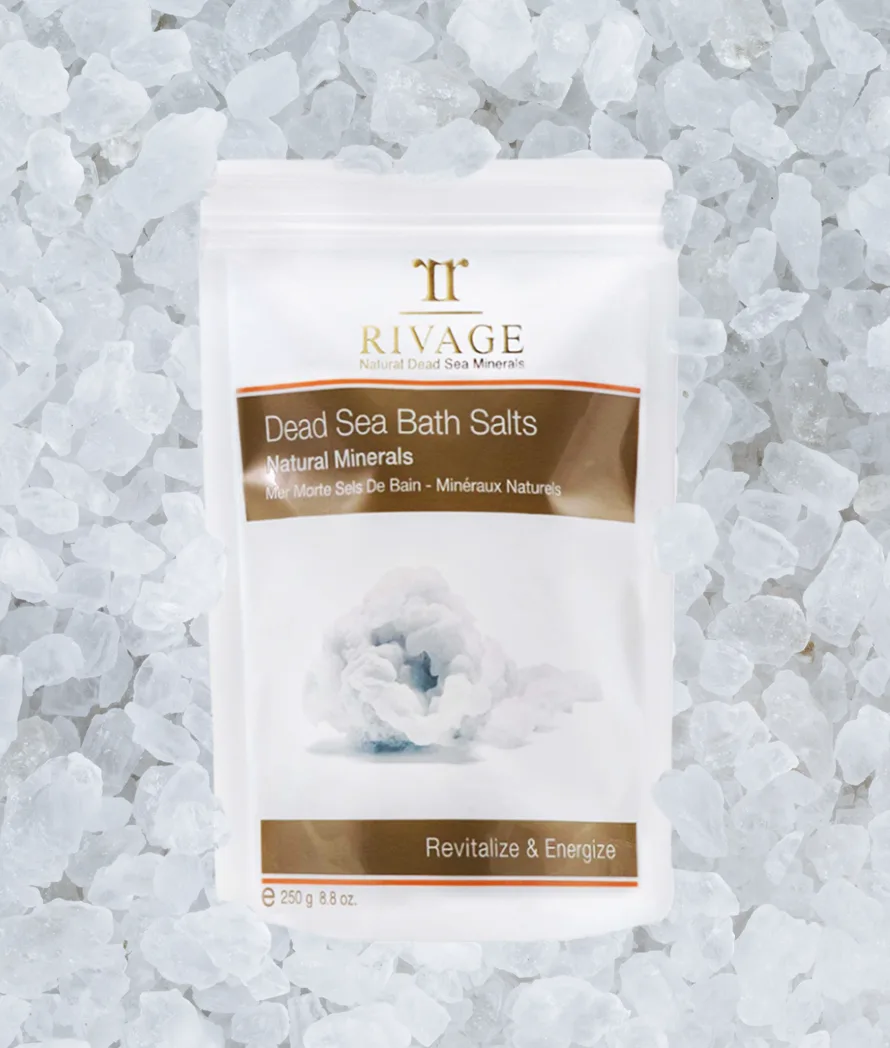 RIVAGE
Natural Dead Sea Minerals
Dead Sea Bath Salts
Natural Minerals
Mer Morte Sels De Bain - Minéraux Naturels
Revitalize & Energize
℮ 250 g 8.8 oz.